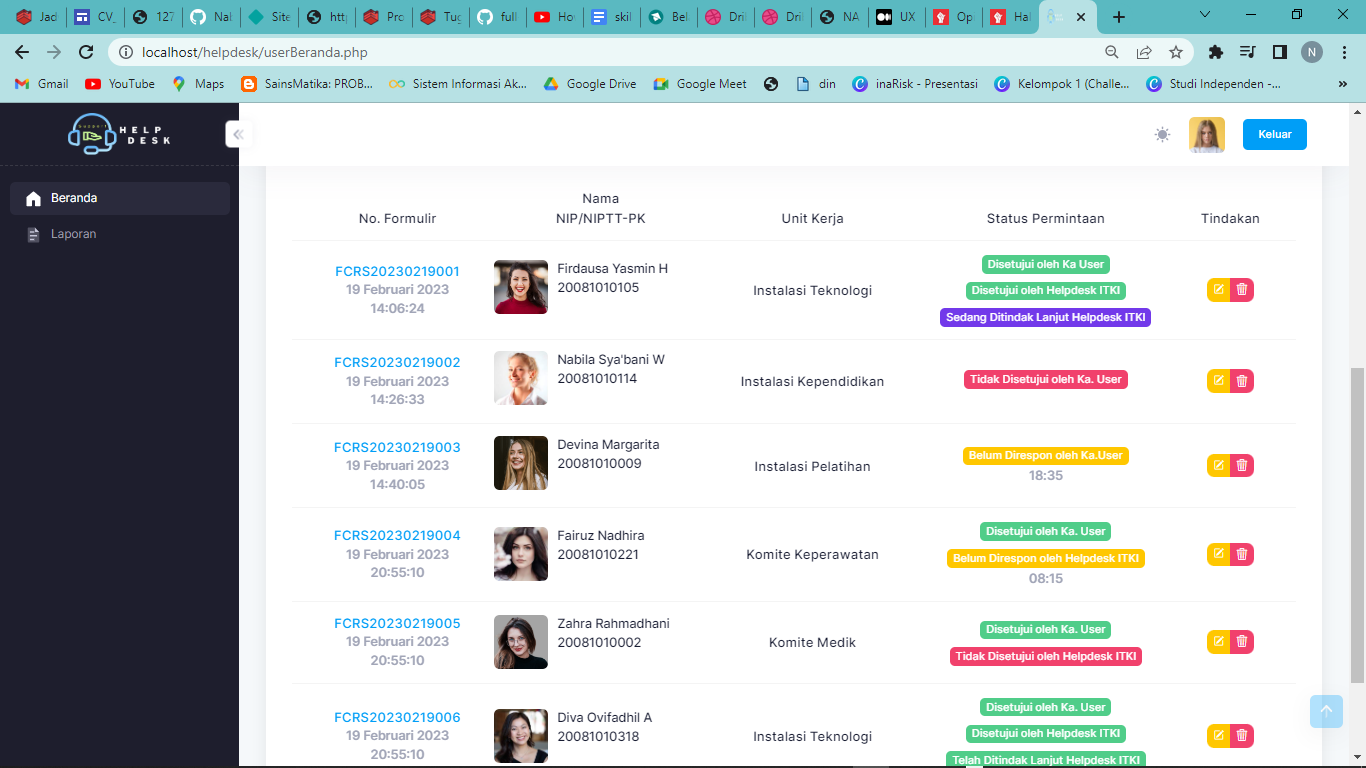 Jad
CV_
127
Nal
Site
http
Pro
Tug
full
Hov
skil
Bela
Dril
Dril
NA
UX
Op
Hal
localhost/helpdesk/userBeranda.php
N
Gmail
YouTube
Maps
SainsMatika: PROB...
Sistem Informasi Ak...
Google Drive
Google Meet
din
inaRisk - Presentasi
Kelompok 1 (Challe...
Studi Independen -...
»
HELP
DESK
Keluar
Beranda
Laporan
No. Formulir
Nama
NIP/NIPTT-PK
Unit Kerja
Status Permintaan
Tindakan
FCRS20230219001
19 Februari 2023
14:06:24
Firdausa Yasmin H
20081010105
Instalasi Teknologi
Disetujui oleh Ka User
Disetujui oleh Helpdesk ITKI
Sedang Ditindak Lanjut Helpdesk ITKI
FCRS20230219002
19 Februari 2023
14:26:33
Nabila Sya'bani W
20081010114
Instalasi Kependidikan
Tidak Disetujui oleh Ka. User
FCRS20230219003
19 Februari 2023
14:40:05
Devina Margarita
20081010009
Instalasi Pelatihan
Belum Direspon oleh Ka.User
18:35
FCRS20230219004
19 Februari 2023
20:55:10
Fairuz Nadhira
20081010221
Komite Keperawatan
Disetujui oleh Ka. User
Belum Direspon oleh Helpdesk ITKI
08:15
FCRS20230219005
19 Februari 2023
20:55:10
Zahra Rahmadhani
20081010002
Komite Medik
Disetujui oleh Ka. User
Tidak Disetujui oleh Helpdesk ITKI
FCRS20230219006
19 Februari 2023
20:55:10
Diva Ovifadhil A
20081010318
Instalasi Teknologi
Disetujui oleh Ka. User
Disetujui oleh Helpdesk ITKI
Telah Ditindak Lanjut Helpdesk ITKI